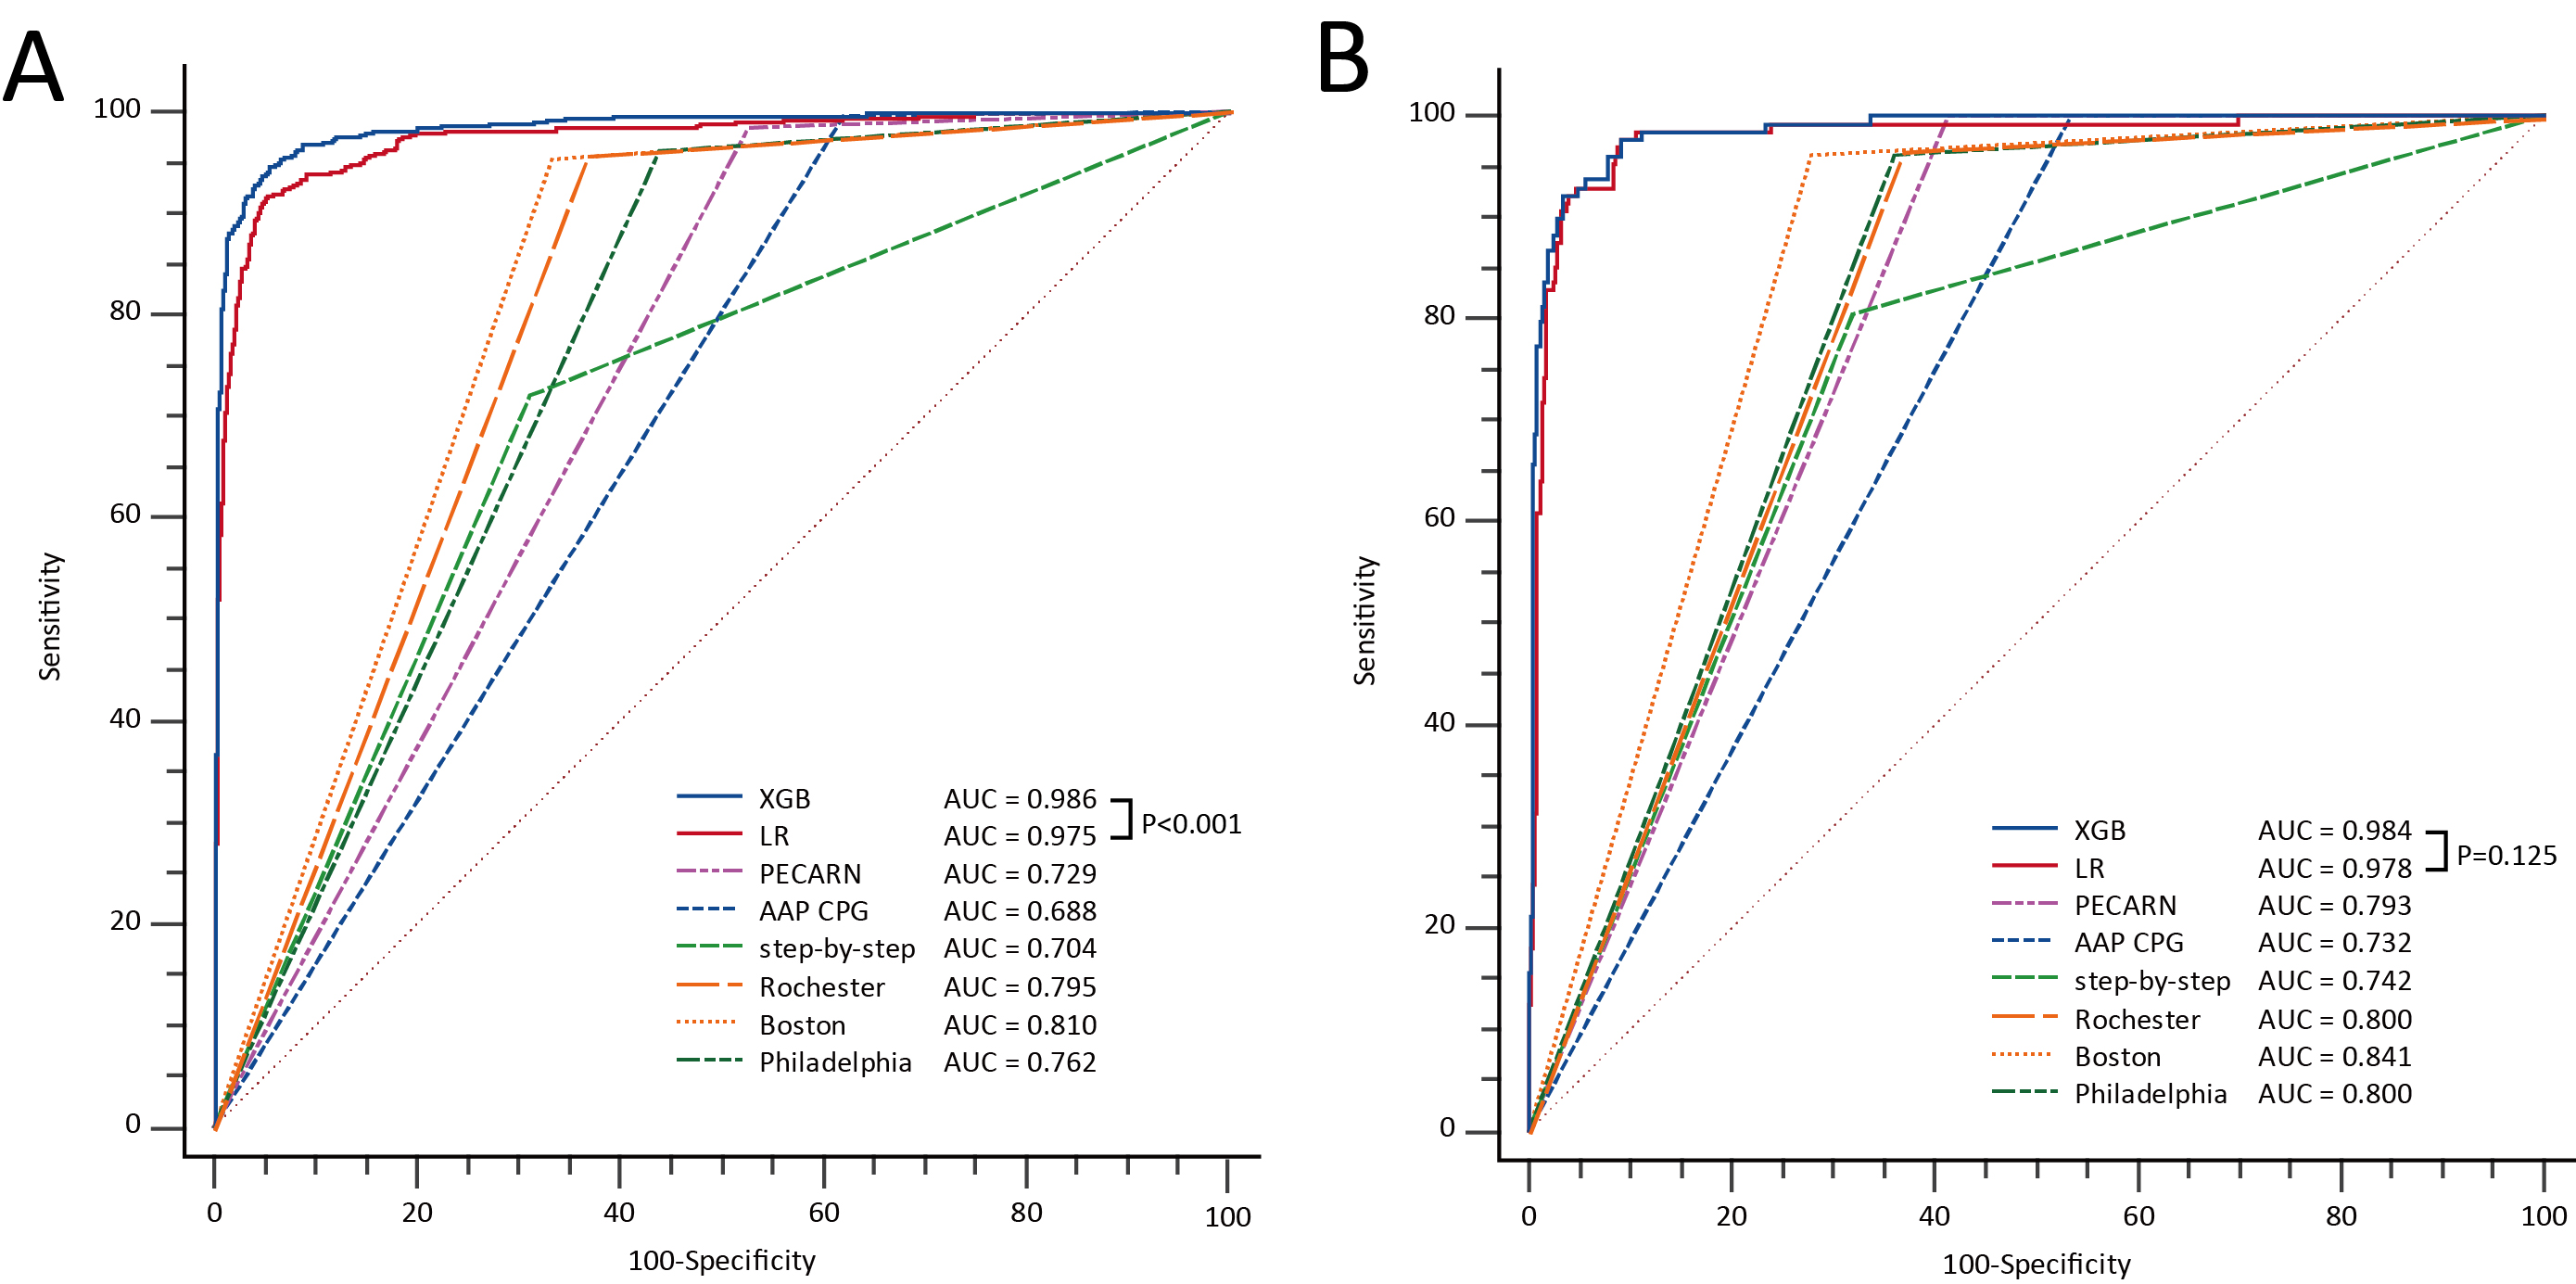 A
100
80
60
40
20
0
Sensitivity
XGB AUC = 0.986
LR AUC = 0.975
P<0.001
PECARN AUC = 0.729
AAP CPG AUC = 0.688
step-by-step AUC = 0.704
Rochester AUC = 0.795
Boston AUC = 0.810
Philadelphia AUC = 0.762
0 20 40 60 80 100
100-Specificity
B
100
80
60
40
20
0
Sensitivity
XGB AUC = 0.984
LR AUC = 0.978
P=0.125
PECARN AUC = 0.793
AAP CPG AUC = 0.732
step-by-step AUC = 0.742
Rochester AUC = 0.800
Boston AUC = 0.841
Philadelphia AUC = 0.800
0 20 40 60 80 100
100-Specificity